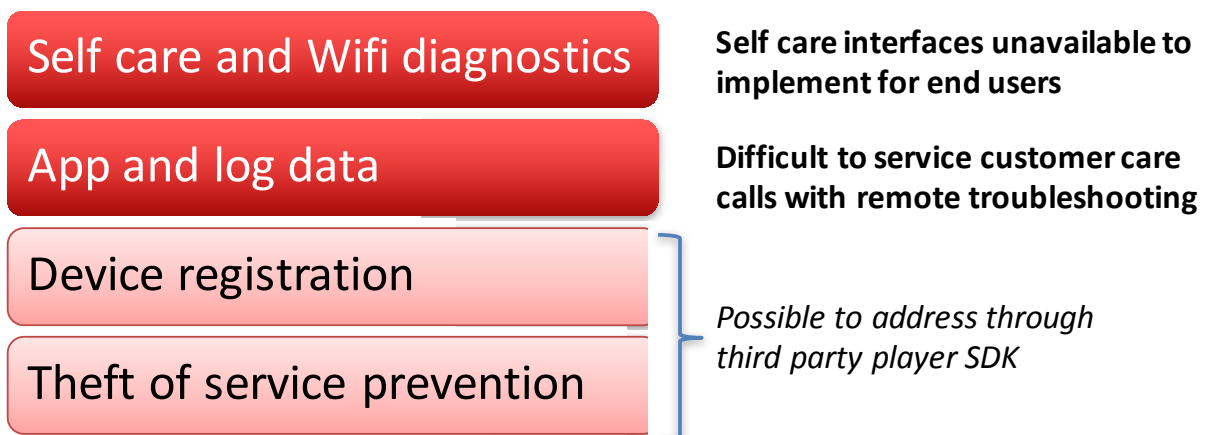 Self care and Wifi diagnostics
Self care interfaces unavailable to
implement for end users
App and log data
Difficult to service customer care
calls with remote troubleshooting
Device registration
Theft of service prevention
Possible to address through
third party player SDK